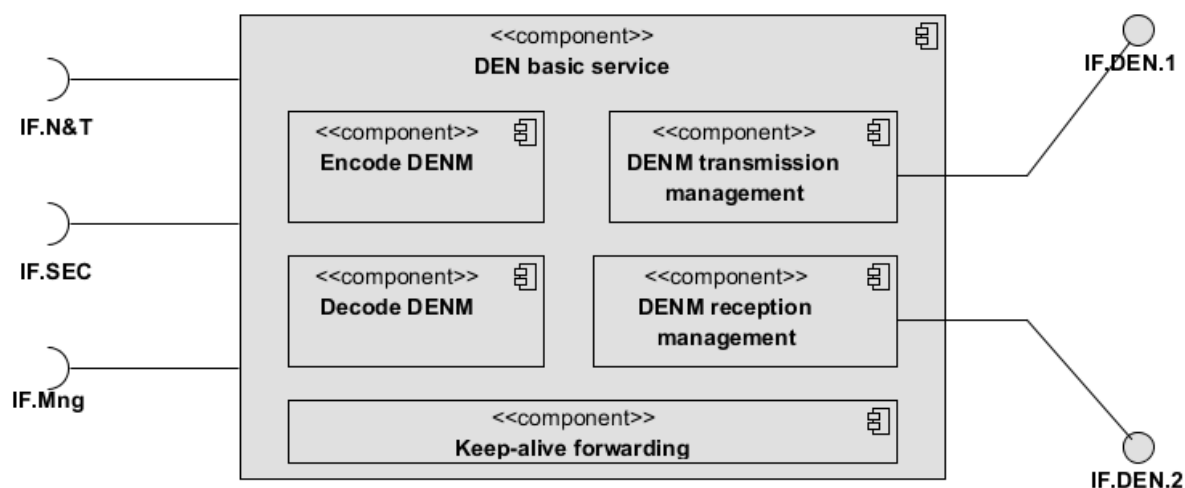 <<component>>
DEN basic service
IF.DEN.1
IF.N&T
<<component>>
Encode DENM
<<component>>
DENM transmission
management
IF.SEC
<<component>>
Decode DENM
<<component>>
DENM reception
management
IF.Mng
<<component>>
Keep-alive forwarding
IF.DEN.2